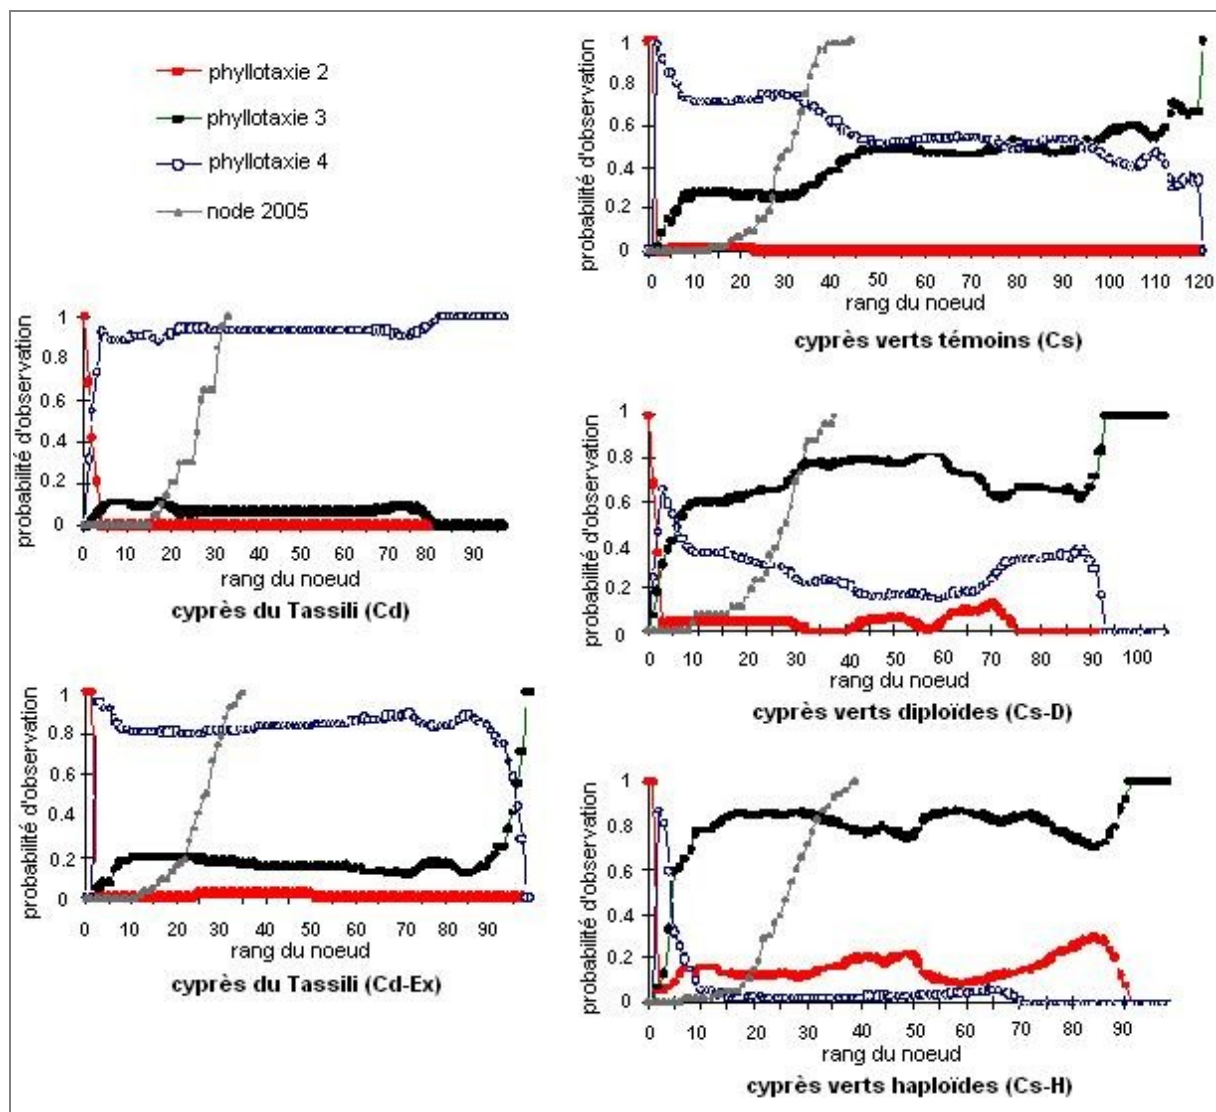 phyllotaxie 2
phyllotaxie 3
phyllotaxie 4
node 2005
probabilité d'observation
1
0.8
0.6
0.4
0.2
0
0 10 20 30 40 50 60 70 80 90 100 110 120
rang du noeud
cyprès verts témoins (Cs)
probabilité d'observation
1
0.8
0.6
0.4
0.2
0
0 10 20 30 40 50 60 70 80 90
rang du noeud
cyprès du Tassili (Cd)
probabilité d'observation
1
0.8
0.6
0.4
0.2
0
0 10 20 30 40 50 60 70 80 90 100
rang du noeud
cyprès verts diploïdes (Cs-D)
probabilité d'observation
1
0.8
0.6
0.4
0.2
0
0 10 20 30 40 50 60 70 80 90
rang du noeud
cyprès du Tassili (Cd-Ex)
probabilité d'observation
1
0.8
0.6
0.4
0.2
0
0 10 20 30 40 50 60 70 80 90
rang du noeud
cyprès verts haploïdes (Cs-H)